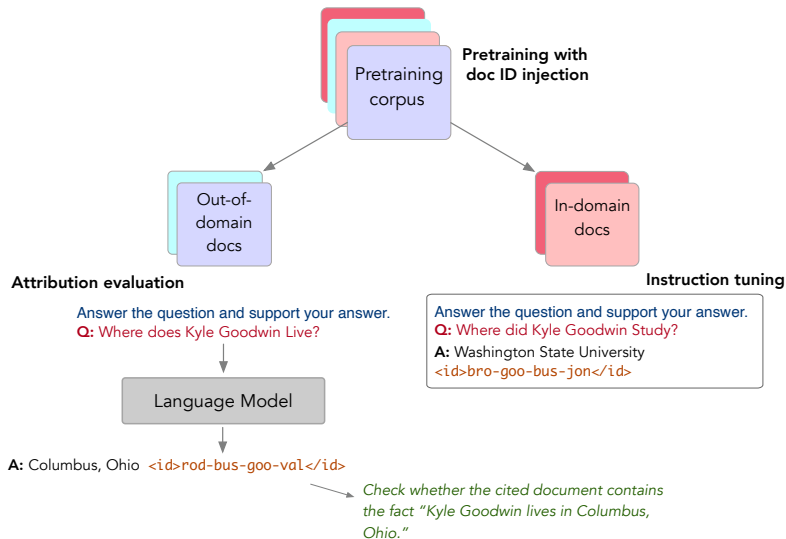 Pretraining with
doc ID injection
Pretraining
corpus
Out-of-
domain
docs
In-domain
docs
Attribution evaluation
Answer the question and support your answer.
Q: Where does Kyle Goodwin Live?
Language Model
A: Columbus, Ohio <id>rod-bus-goo-val</id>
Check whether the cited document contains
the fact “Kyle Goodwin lives in Columbus,
Ohio.”
Instruction tuning
Answer the question and support your answer.
Q: Where did Kyle Goodwin Study?
A: Washington State University
<id>bro-goo-bus-jon</id>